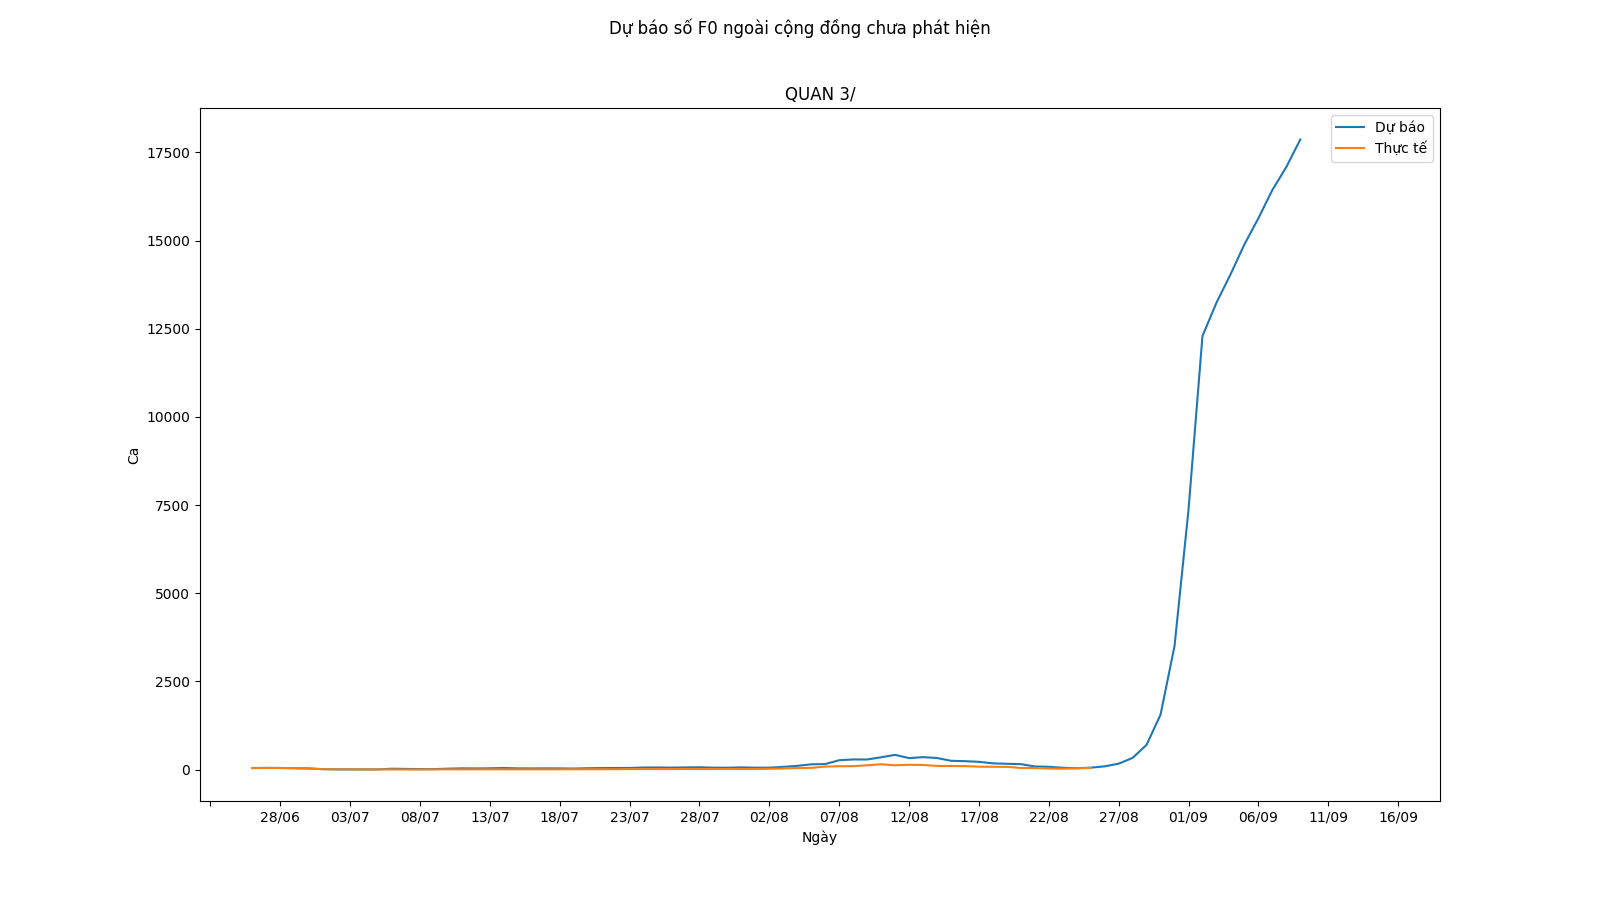 Dự báo số F0 ngoài cộng đồng chưa phát hiện
QUAN 3/
Dự báo
Thực tế
17500
15000
12500
10000
7500
5000
2500
0
Ca
28/06 03/07 08/07 13/07 18/07 23/07 28/07 02/08 07/08 12/08 17/08 22/08 27/08 01/09 06/09 11/09 16/09
Ngày